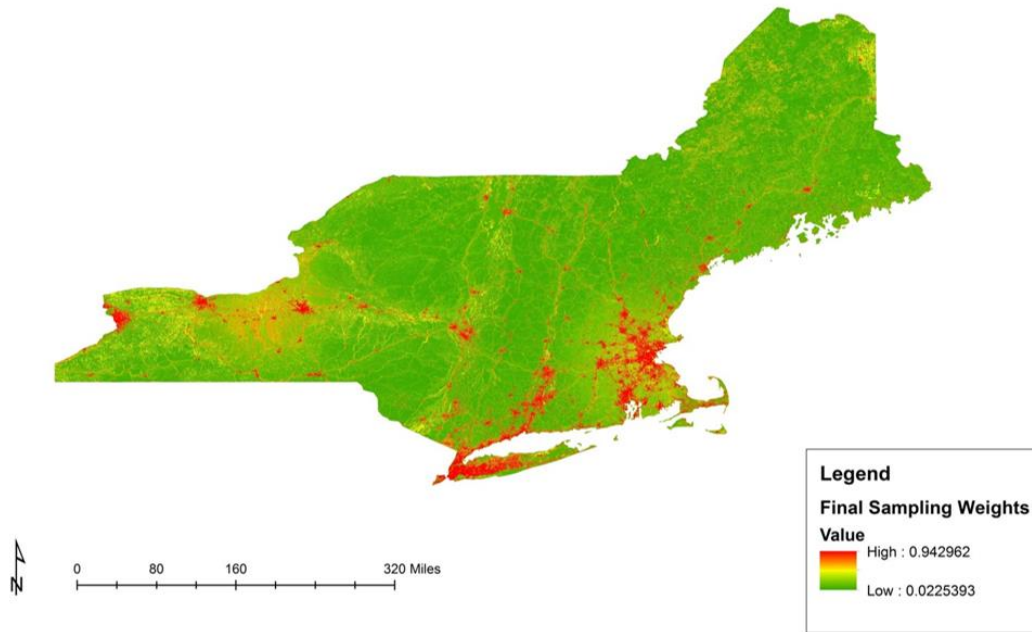 Legend
Final Sampling Weights
Value
High : 0.942962
Low : 0.0225393
N
0 80 160 320 Miles